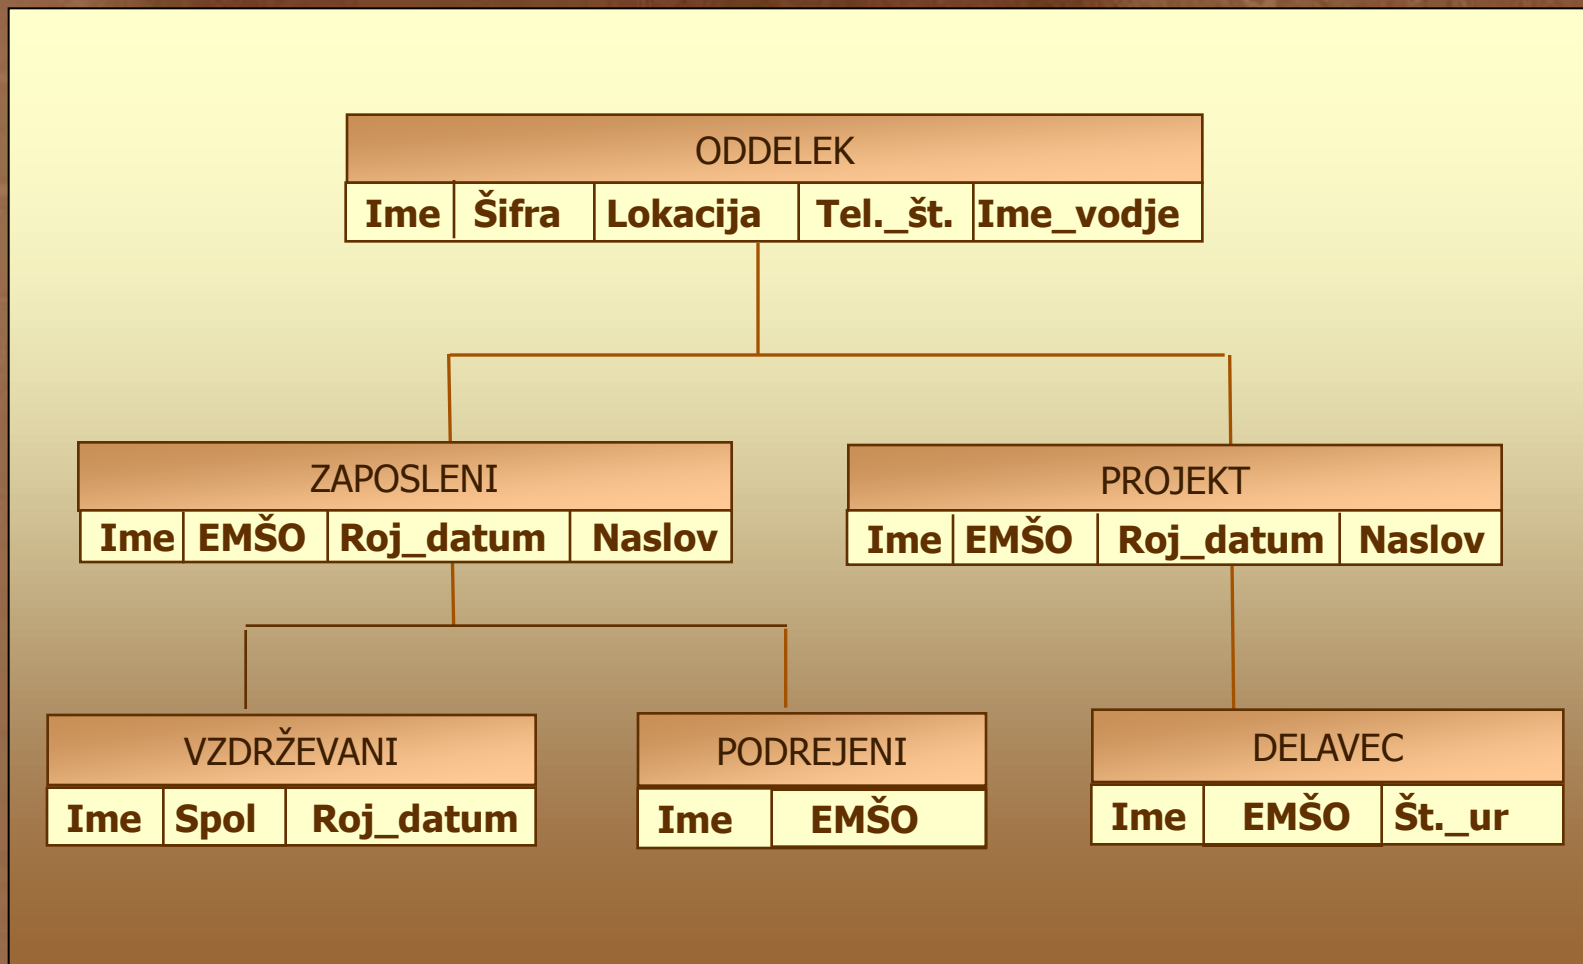 ODDELEK
Ime Šifra Lokacija Tel._št. Ime_vodje
ZAPOSLENI
Ime EMŠO Roj_datum Naslov
PROJEKT
Ime EMŠO Roj_datum Naslov
VZDRŽEVANI
Ime Spol Roj_datum
PODREJENI
Ime EMŠO
DELAVEC
Ime EMŠO Št._ur